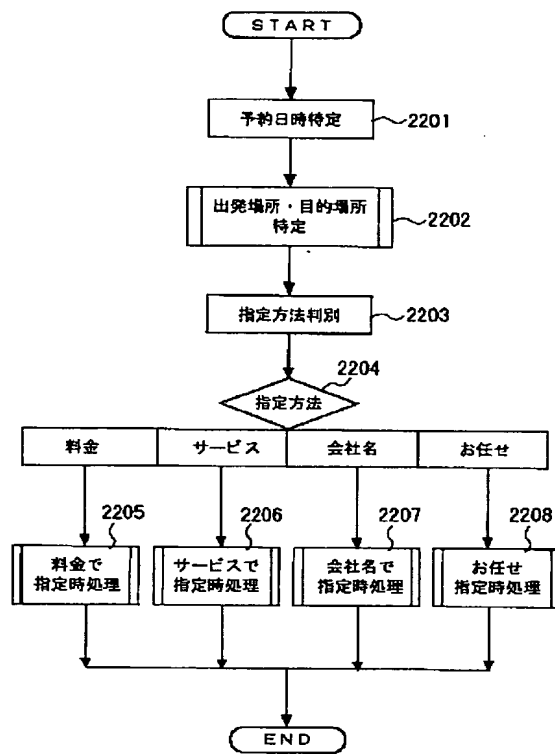 START
予約日時特定
2201
出発場所・目的場所
特定
2202
指定方法判別
2203
2204
指定方法
料金
サービス
会社名
お任せ
2205
2206
2207
2208
料金で
指定時処理
サービスで
指定時処理
会社名で
指定時処理
お任せ
指定時処理
END